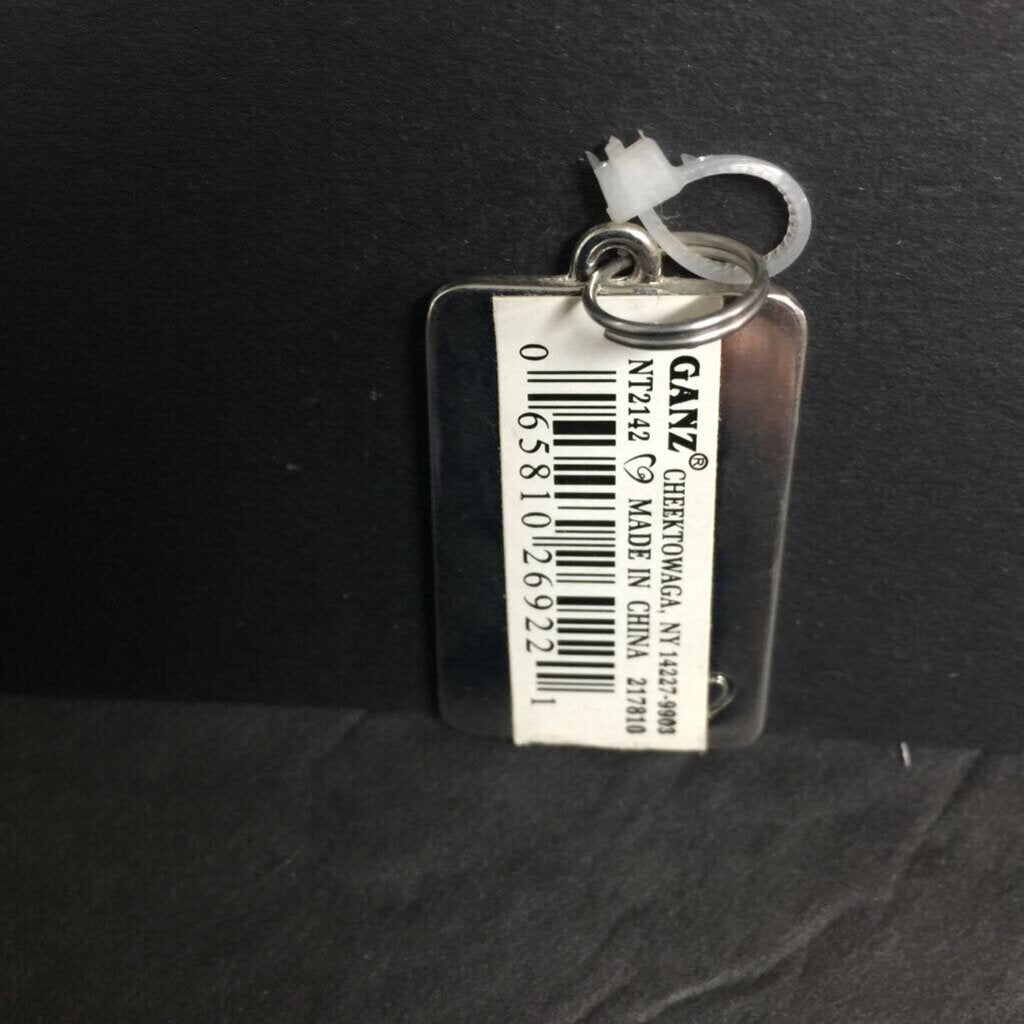 GANZ® CHEEKTOWAGA, NY 14227-9903
NT2142 MADE IN CHINA 217810
0 65810 26922 1